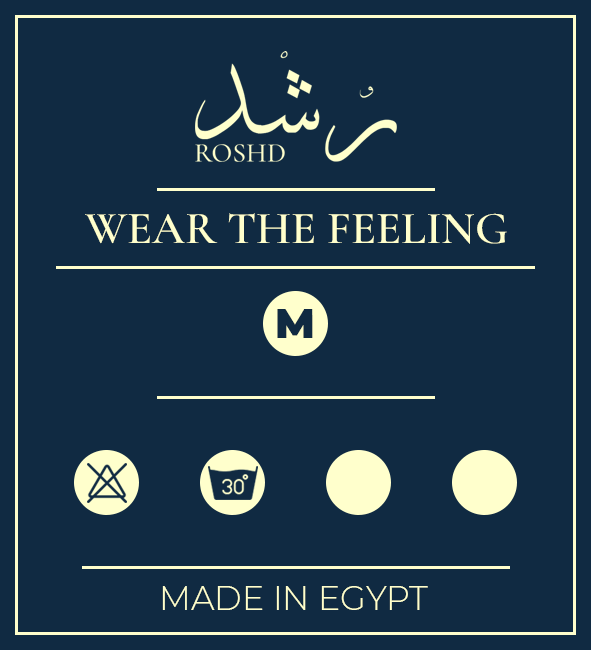 رُشْد
ROSHD
WEAR THE FEELING
M
30°
MADE IN EGYPT